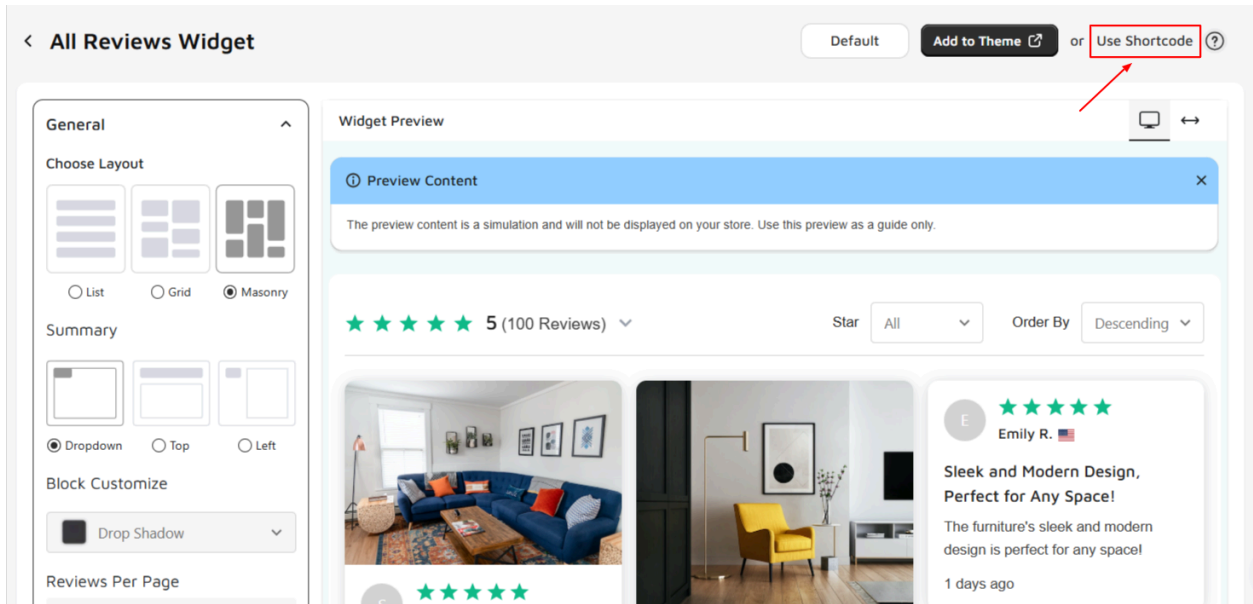 All Reviews Widget
Default
Add to Theme
or
Use Shortcode
?
General
Choose Layout
List
Grid
Masonry
Summary
Dropdown
Top
Left
Block Customize
Drop Shadow
Reviews Per Page
Widget Preview
Preview Content
The preview content is a simulation and will not be displayed on your store. Use this preview as a guide only.
5 (100 Reviews)
Star
All
Order By
Descending
E
Emily R.
Sleek and Modern Design,
Perfect for Any Space!
The furniture's sleek and modern
design is perfect for any space!
1 days ago